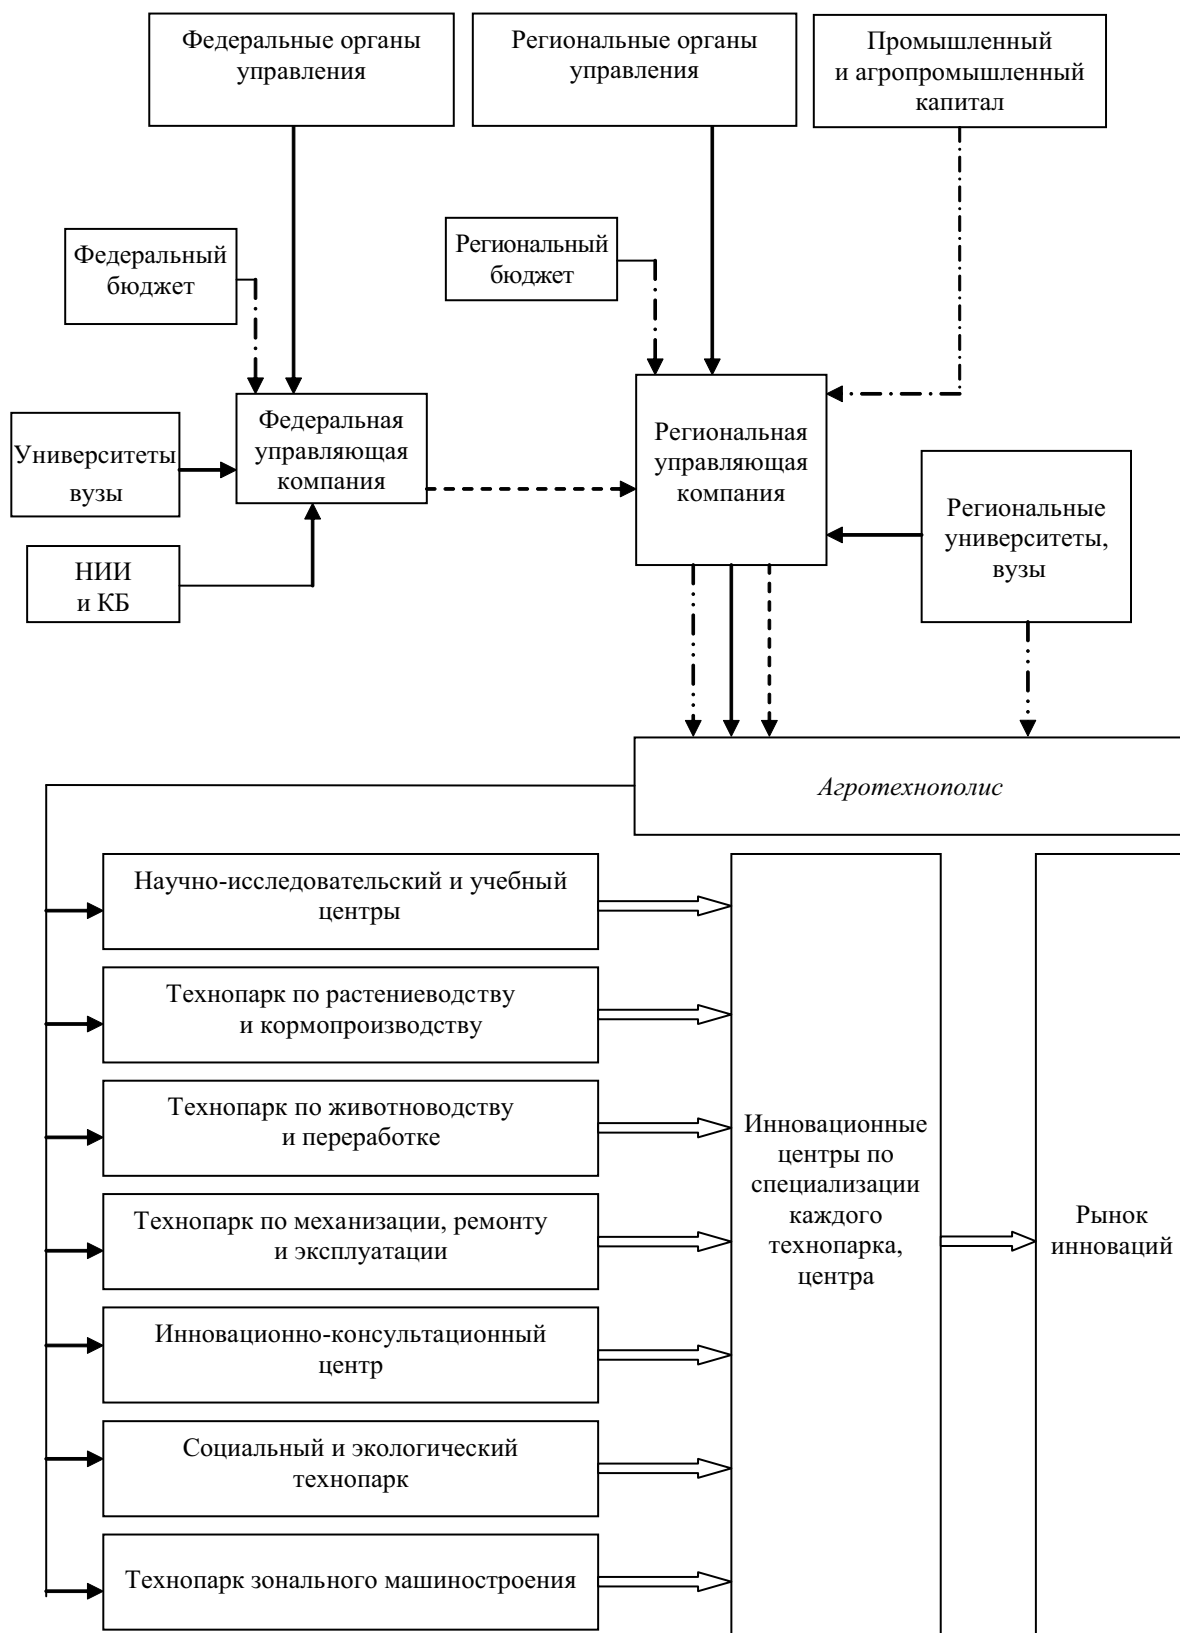 Федеральные органы
управления
Региональные органы
управления
Промышленный
и агропромышленный
капитал
Федеральный
бюджет
Региональный
бюджет
Университеты
вузы
Федеральная
управляющая
компания
Региональная
управляющая
компания
Региональные
университеты,
вузы
НИИ
и КБ
Агротехнополис
Научно-исследовательский и учебный
центры
Технопарк по растениеводству
и кормопроизводству
Технопарк по животноводству
и переработке
Технопарк по механизации, ремонту
и эксплуатации
Инновационно-консультационный
центр
Социальный и экологический
технопарк
Технопарк зонального машиностроения
Инновационные
центры по
специализации
каждого
технопарка,
центра
Рынок
инноваций